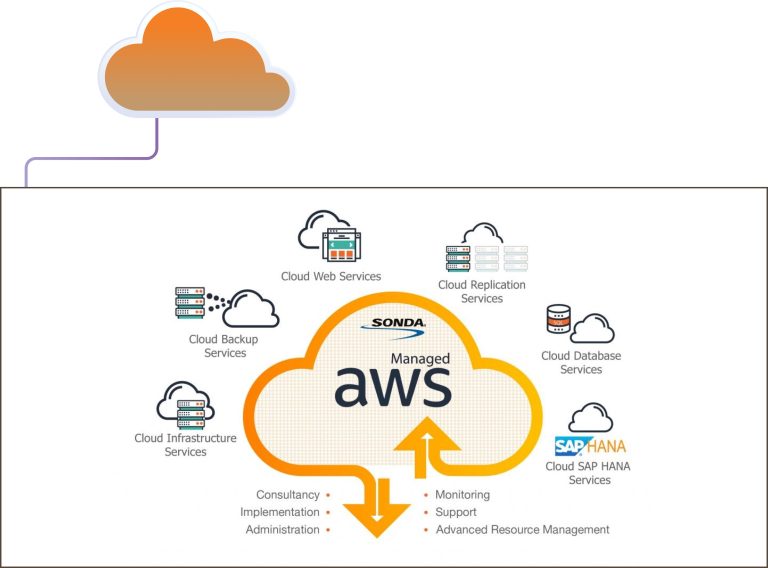 Cloud Web Services
Cloud Replication
Services
Cloud Backup
Services
SONDA®
Managed
aws
SQL
Cloud Database
Services
Cloud Infrastructure
Services
SAP HANA
Cloud SAP HANA
Services
Consultancy •
Implementation •
Administration •
• Monitoring
• Support
• Advanced Resource Management